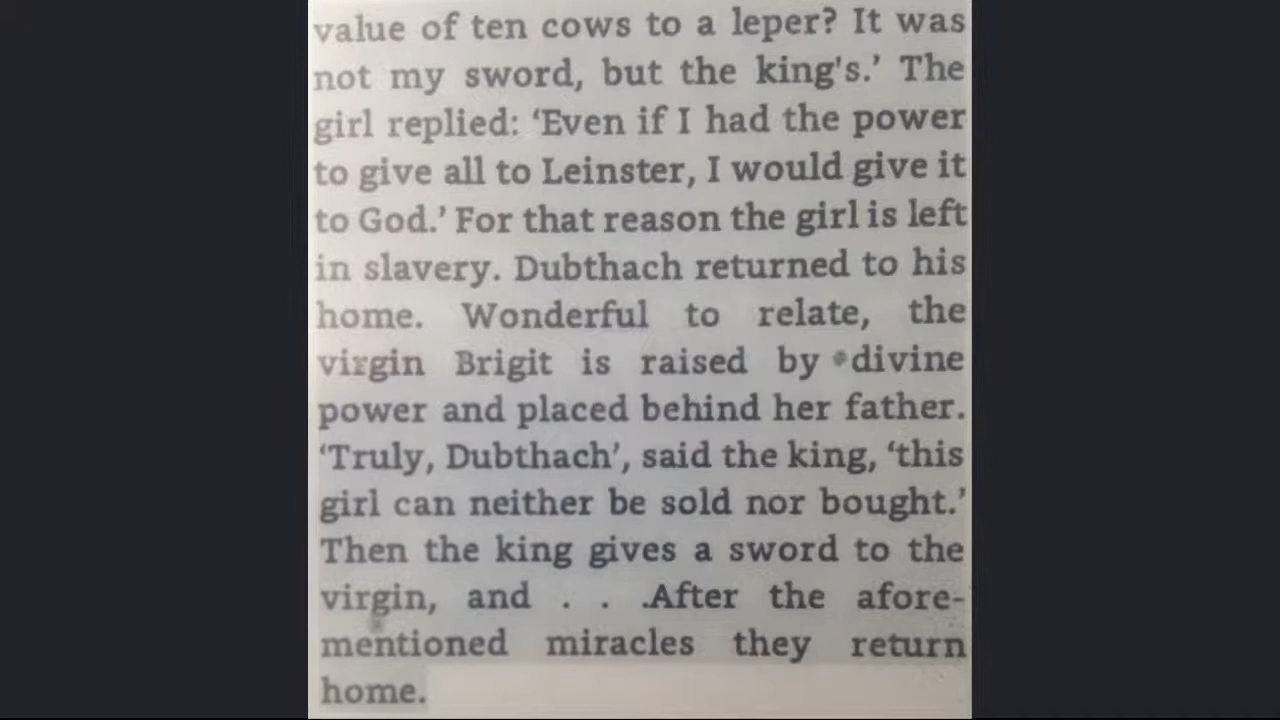 value of ten cows to a leper? It was
not my sword, but the king's.’ The
girl replied: ‘Even if I had the power
to give all to Leinster, I would give it
to God.’ For that reason the girl is left
in slavery. Dubthach returned to his
home. Wonderful to relate, the
virgin Brigit is raised by divine
power and placed behind her father.
‘Truly, Dubthach’, said the king, ‘this
girl can neither be sold nor bought.’
Then the king gives a sword to the
virgin, and . . .After the afore-
mentioned miracles they return
home.